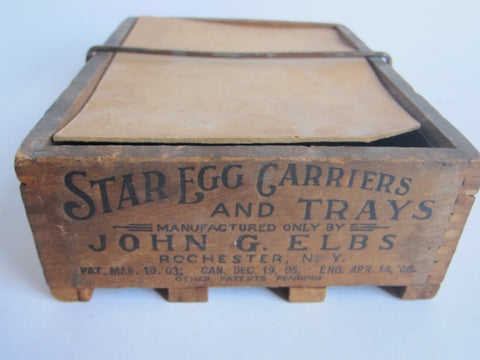 STAR EGG CARRIERS
AND TRAYS
MANUFACTURED ONLY BY
JOHN G. ELBS
ROCHESTER, N.Y.
PAT. MAR. 10. 03; CAN. DEC. 19, 05. ENG. APR. 14, '06.
OTHER PATENTS PENDING